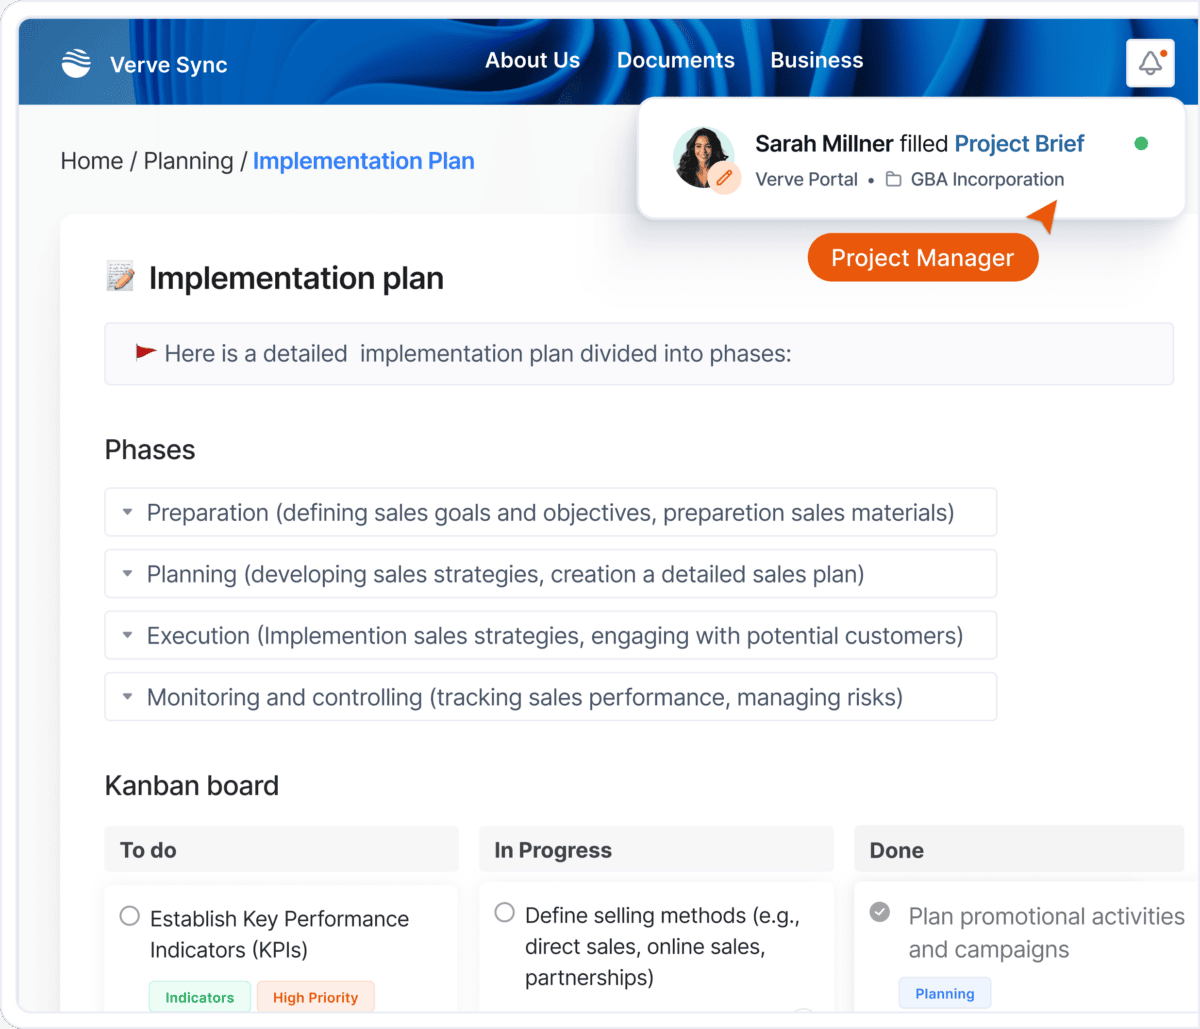 Verve Sync
About Us
Documents
Business
Sarah Millner filled Project Brief
Verve Portal • GBA Incorporation
Project Manager
Home / Planning / Implementation Plan
Implementation plan
Here is a detailed implementation plan divided into phases:
Phases
Preparation (defining sales goals and objectives, preparetion sales materials)
Planning (developing sales strategies, creation a detailed sales plan)
Execution (Implemention sales strategies, engaging with potential customers)
Monitoring and controlling (tracking sales performance, managing risks)
Kanban board
To do
Establish Key Performance
Indicators (KPIs)
Indicators
High Priority
In Progress
Define selling methods (e.g.,
direct sales, online sales,
partnerships)
Done
Plan promotional activities
and campaigns
Planning